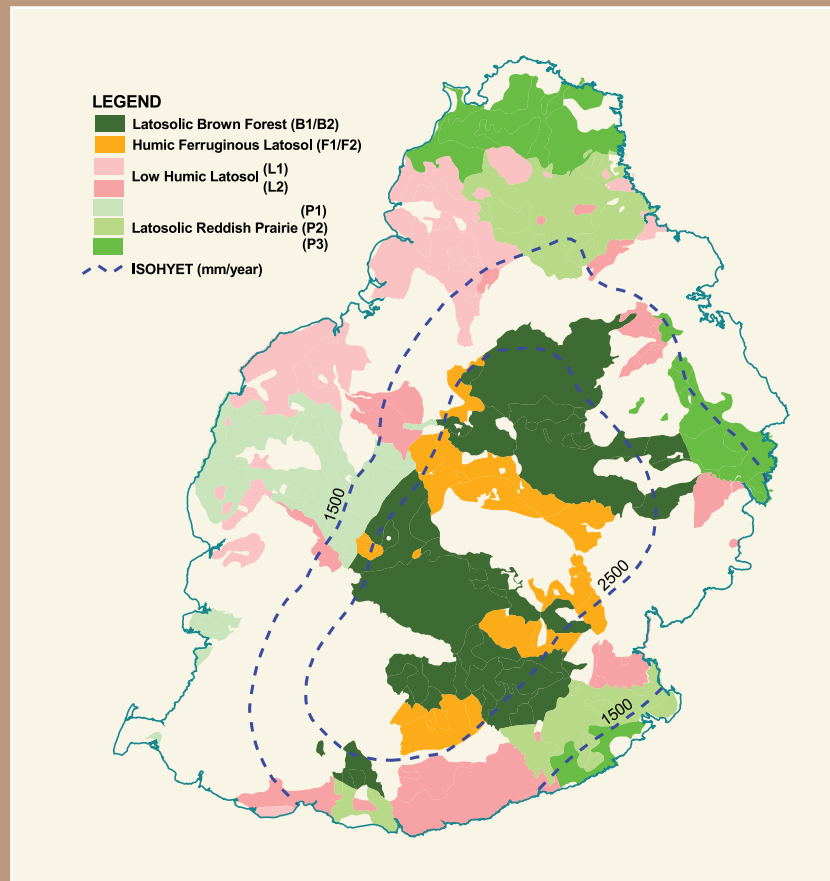 LEGEND
Latosolic Brown Forest (B1/B2)
Humic Ferruginous Latosol (F1/F2)
Low Humic Latosol (L1)
(L2)
(P1)
Latosolic Reddish Prairie (P2)
(P3)
ISOHYET (mm/year)
1500
2500
1500